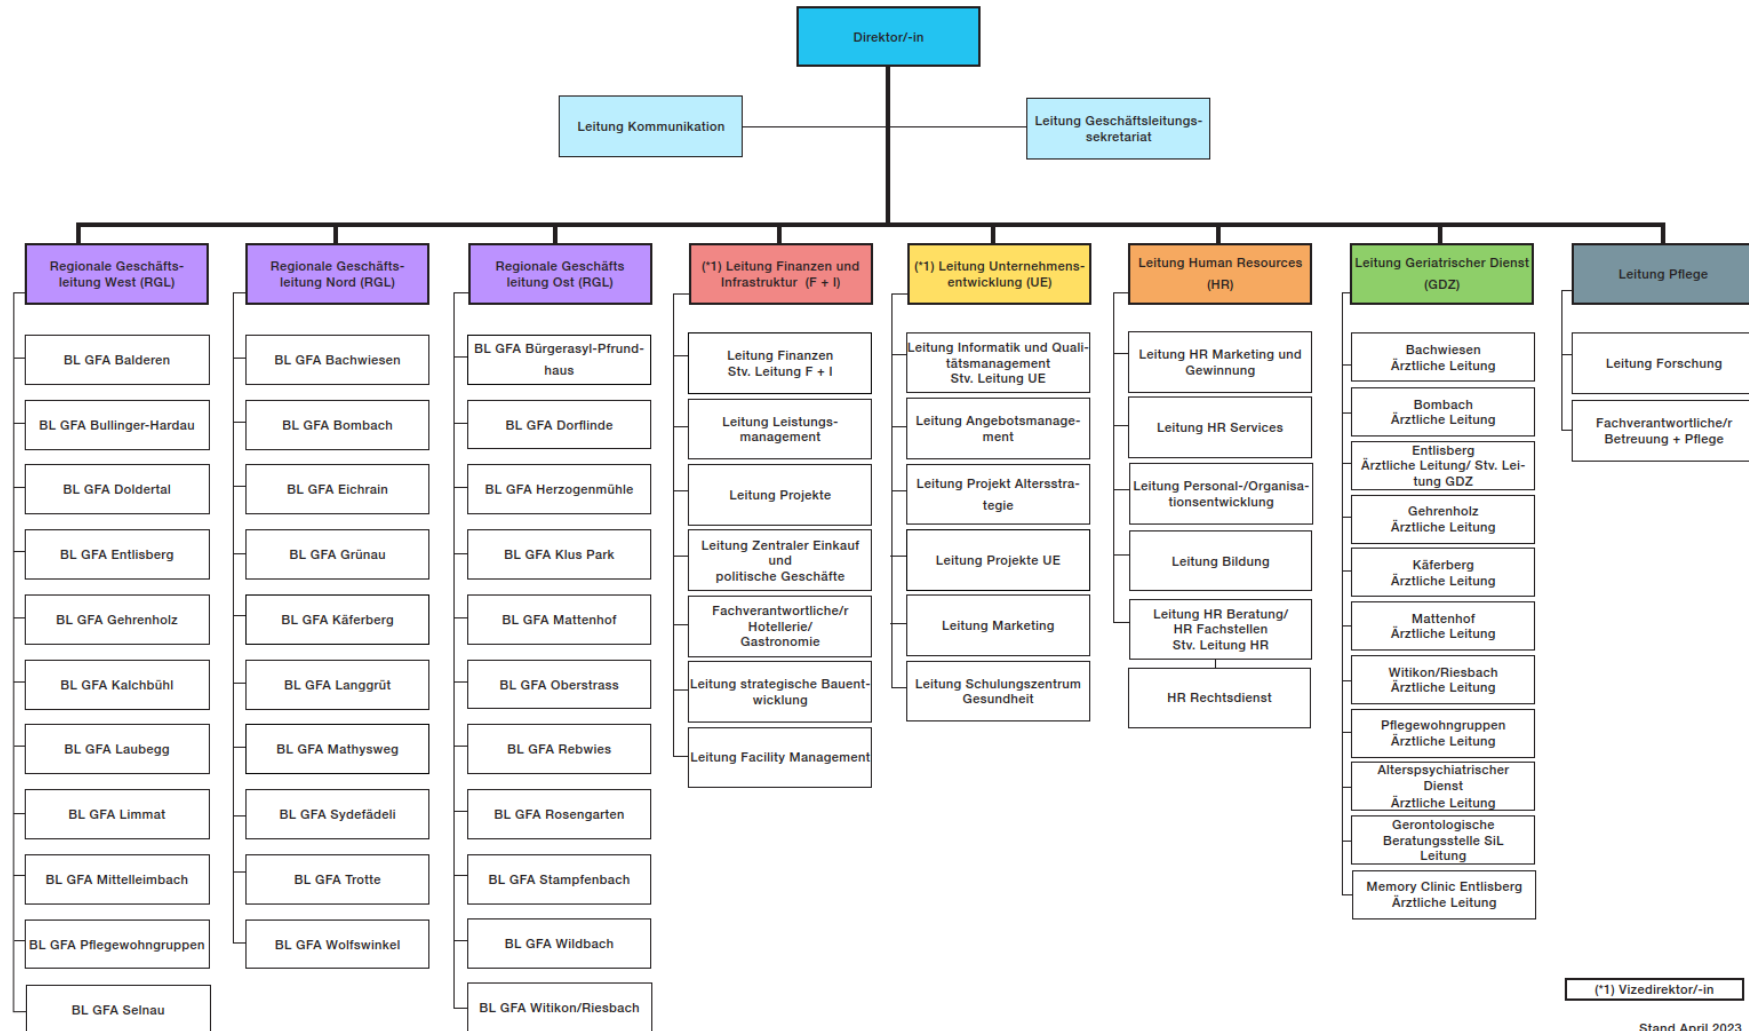 Direktor/-in
Leitung Kommunikation
Leitung Geschäftsleitungs-
sekretariat
Regionale Geschäfts-
leitung West (RGL)
BL GFA Balderen
BL GFA Bullinger-Hardau
BL GFA Doldertal
BL GFA Entlisberg
BL GFA Gehrenholz
BL GFA Kalchbühl
BL GFA Laubegg
BL GFA Limmat
BL GFA Mittelleimbach
BL GFA Pflegewohngruppen
BL GFA Selnau
Regionale Geschäfts-
leitung Nord (RGL)
BL GFA Bachwiesen
BL GFA Bombach
BL GFA Eichrain
BL GFA Grünau
BL GFA Käferberg
BL GFA Langgrüt
BL GFA Mathysweg
BL GFA Sydefädeli
BL GFA Trotte
BL GFA Wolfswinkel
Regionale Geschäfts
leitung Ost (RGL)
BL GFA Bürgerasyl-Pfrund-
haus
BL GFA Dorflinde
BL GFA Herzogenmühle
BL GFA Klus Park
BL GFA Mattenhof
BL GFA Oberstrass
BL GFA Rebwies
BL GFA Rosengarten
BL GFA Stampfenbach
BL GFA Wildbach
BL GFA Witikon/Riesbach
(*1) Leitung Finanzen und
Infrastruktur (F + I)
Leitung Finanzen
Stv. Leitung F + I
Leitung Leistungs-
management
Leitung Projekte
Leitung Zentraler Einkauf
und
politische Geschäfte
Fachverantwortliche/r
Hotellerie/
Gastronomie
Leitung strategische Bauent-
wicklung
Leitung Facility Management
(*1) Leitung Unternehmens-
entwicklung (UE)
Leitung Informatik und Quali-
tätsmanagement
Stv. Leitung UE
Leitung Angebotsmanage-
ment
Leitung Projekt Altersstra-
tegie
Leitung Projekte UE
Leitung Marketing
Leitung Schulungszentrum
Gesundheit
Leitung Human Resources
(HR)
Leitung HR Marketing und
Gewinnung
Leitung HR Services
Leitung Personal-/Organisa-
tionsentwicklung
Leitung Bildung
Leitung HR Beratung/
HR Fachstellen
Stv. Leitung HR
HR Rechtsdienst
Leitung Geriatrischer Dienst
(GDZ)
Bachwiesen
Ärztliche Leitung
Bombach
Ärztliche Leitung
Entlisberg
Ärztliche Leitung/ Stv. Lei-
tung GDZ
Gehrenholz
Ärztliche Leitung
Käferberg
Ärztliche Leitung
Mattenhof
Ärztliche Leitung
Witikon/Riesbach
Ärztliche Leitung
Pflegewohngruppen
Ärztliche Leitung
Alterspsychiatrischer
Dienst
Ärztliche Leitung
Gerontologische
Beratungsstelle SiL
Leitung
Memory Clinic Entlisberg
Ärztliche Leitung
Leitung Pflege
Leitung Forschung
Fachverantwortliche/r
Betreuung + Pflege
(*1) Vizedirektor/-in
Stand April 2023